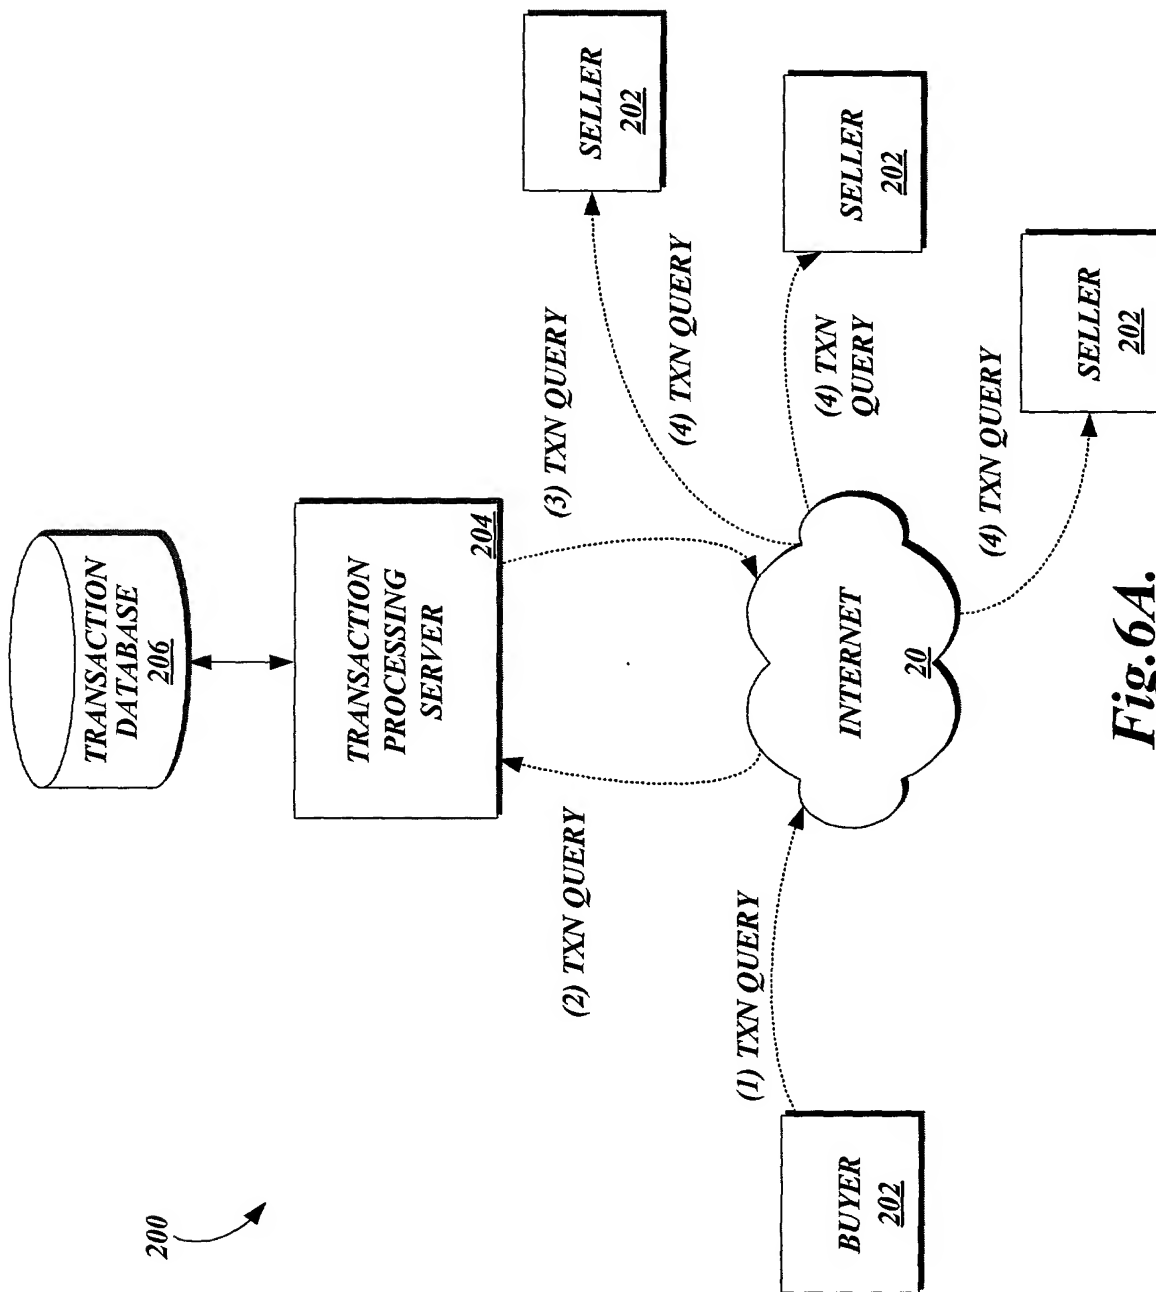 200
TRANSACTION
DATABASE
206
TRANSACTION
PROCESSING
SERVER
204
(2) TXN QUERY
(3) TXN QUERY
(1) TXN QUERY
BUYER
202
INTERNET
20
(4) TXN QUERY
SELLER
202
(4) TXN
QUERY
SELLER
202
(4) TXN QUERY
SELLER
202
Fig.6A.